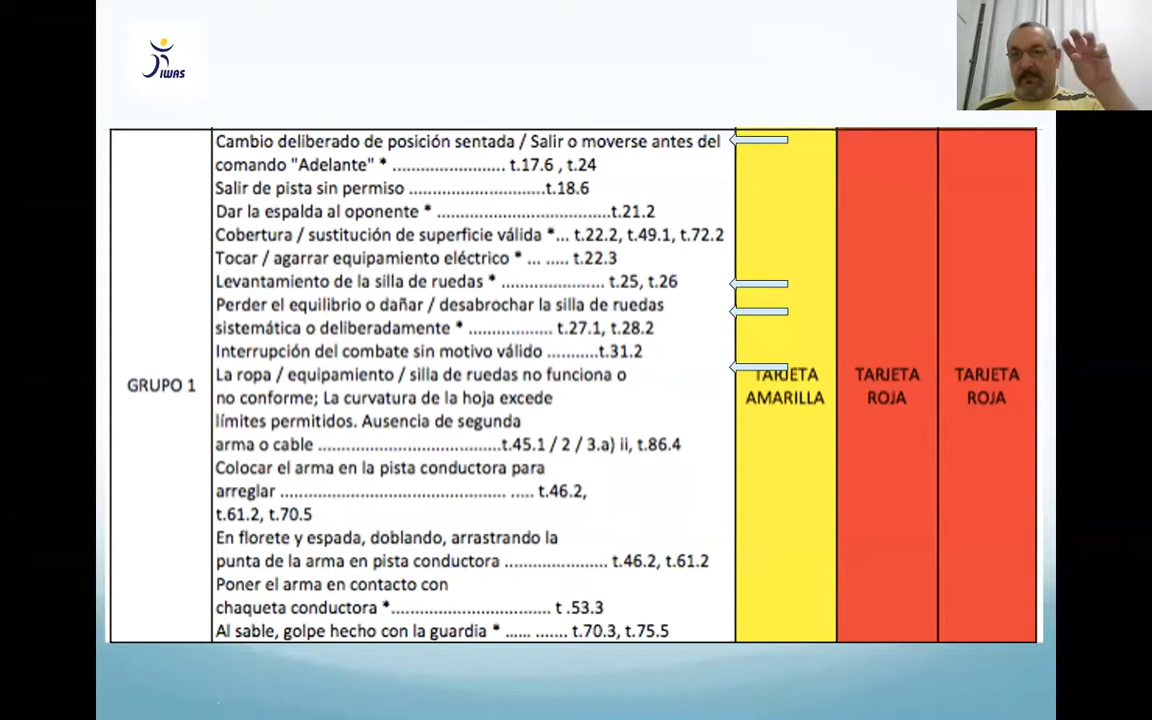 IWAS
Cambio deliberado de posición sentada / Salir o moverse antes del
comando "Adelante" * ........................ t.17.6 , t.24
Salir de pista sin permiso .............................t.18.6
Dar la espalda al oponente * .....................................t.21.2
Cobertura / sustitución de superficie válida *... t.22.2, t.49.1, t.72.2
Tocar / agarrar equipamiento eléctrico * ... ..... t.22.3
Levantamiento de la silla de ruedas * ...................... t.25, t.26
Perder el equilibrio o dañar / desabrochar la silla de ruedas
sistemática o deliberadamente * .................. t.27.1, t.28.2
Interrupción del combate sin motivo válido ...........t.31.2
La ropa / equipamiento / silla de ruedas no funciona o
no conforme; La curvatura de la hoja excede
límites permitidos. Ausencia de segunda
arma o cable .......................................t.45.1 / 2 / 3.a) ii, t.86.4
Colocar el arma en la pista conductora para
arreglar ................................................ ..... t.46.2,
t.61.2, t.70.5
En florete y espada, doblando, arrastrando la
punta de la arma en pista conductora ...................... t.46.2, t.61.2
Poner el arma en contacto con
chaqueta conductora *.................................. t .53.3
Al sable, golpe hecho con la guardia * ...... ....... t.70.3, t.75.5
GRUPO 1
TARJETA
AMARILLA
TARJETA
ROJA
TARJETA
ROJA